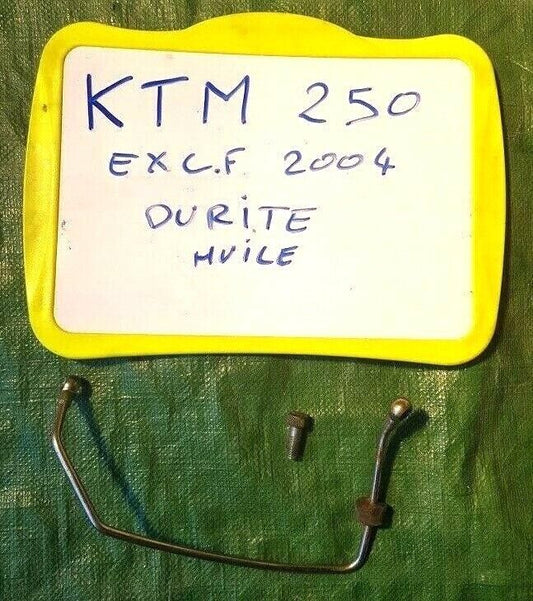 KTM 250
EXC.F 2004
DURiTE
HUiLE